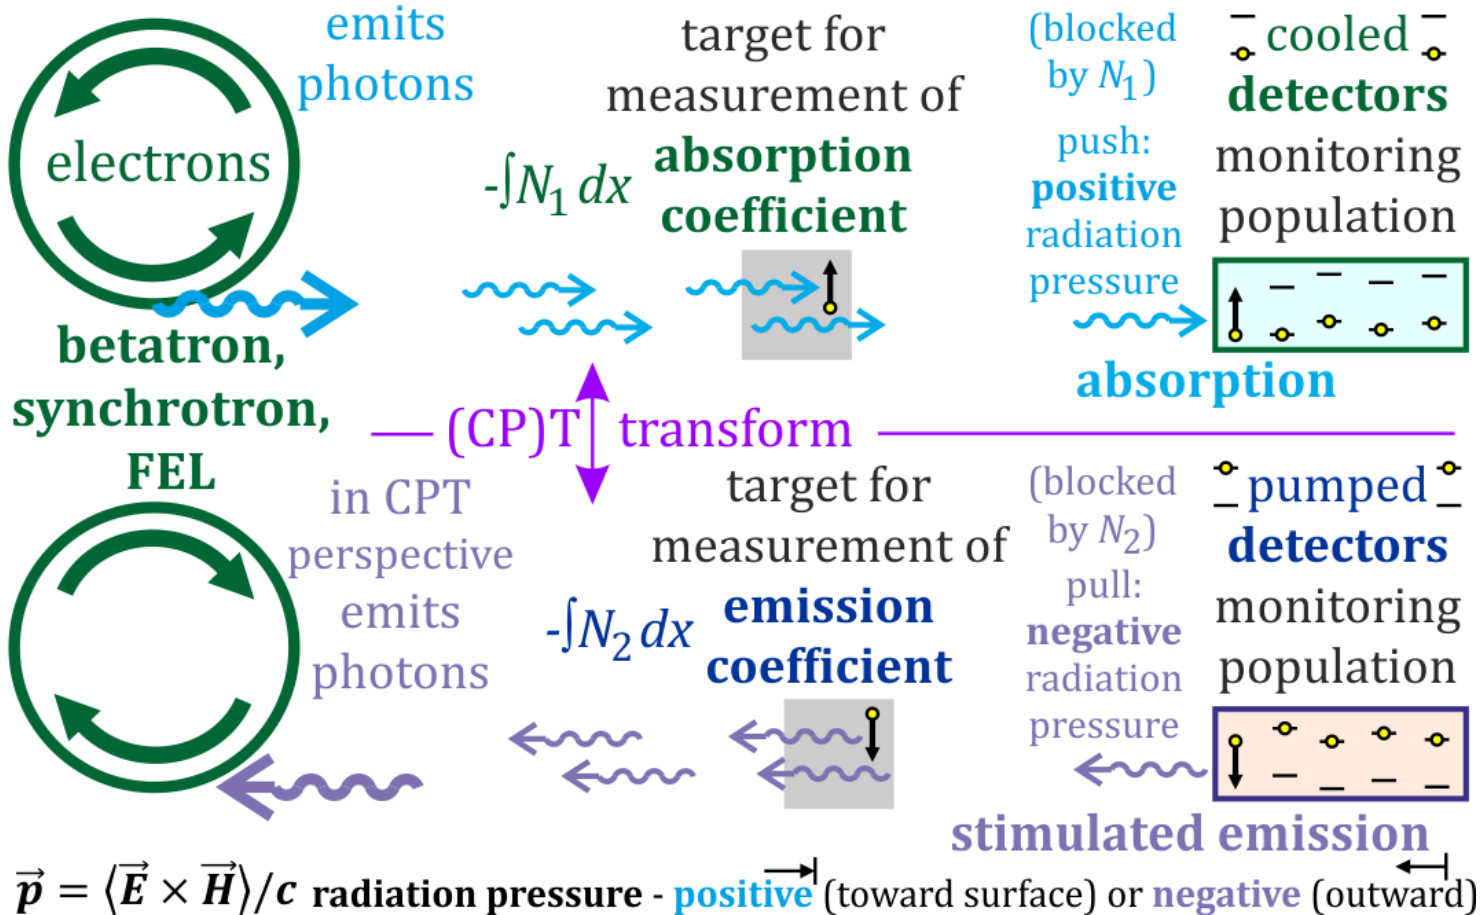 emits
photons
electrons
betatron,
synchrotron,
FEL
-∫N₁ dx
target for
measurement of
absorption
coefficient
(blocked
by N₁)
push:
positive
radiation
pressure
absorption
cooled
detectors
monitoring
population
(CP)T transform
in CPT
perspective
emits
photons
-∫N₂ dx
target for
measurement of
emission
coefficient
(blocked
by N₂)
pull:
negative
radiation
pressure
pumped
detectors
monitoring
population
stimulated emission
p⃗ = ⟨E⃗ × H⃗⟩/c radiation pressure - positive (toward surface) or negative (outward)